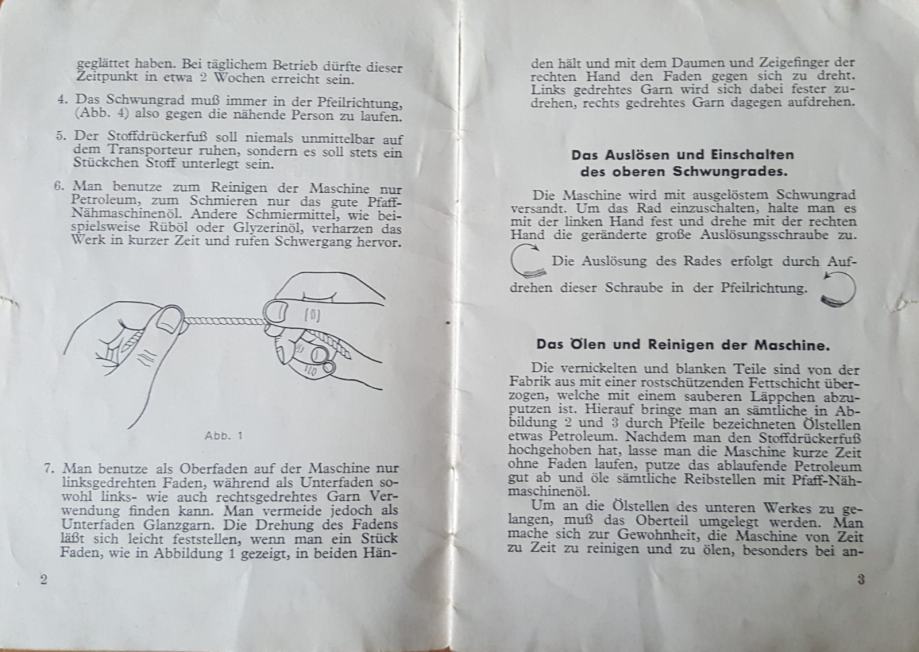 geglättet haben. Bei täglichem Betrieb dürfte dieser
Zeitpunkt in etwa 2 Wochen erreicht sein.
4. Das Schwungrad muß immer in der Pfeilrichtung,
(Abb. 4) also gegen die nähende Person zu laufen.
5. Der Stoffdrückerfuß soll niemals unmittelbar auf
dem Transporteur ruhen, sondern es soll stets ein
Stückchen Stoff unterlegt sein.
6. Man benutze zum Reinigen der Maschine nur
Petroleum, zum Schmieren nur das gute Pfaff-
Nähmaschinenöl. Andere Schmiermittel, wie bei-
spielsweise Rüböl oder Glyzerinöl, verharzen das
Werk in kurzer Zeit und rufen Schwergang hervor.
Abb. 1
7. Man benutze als Oberfaden auf der Maschine nur
linksgedrehten Faden, während als Unterfaden so-
wohl links- wie auch rechtsgedrehtes Garn Ver-
wendung finden kann. Man vermeide jedoch als
Unterfaden Glanzgarn. Die Drehung des Fadens
läßt sich leicht feststellen, wenn man ein Stück
Faden, wie in Abbildung 1 gezeigt, in beiden Hän-
2
den hält und mit dem Daumen und Zeigefinger der
rechten Hand den Faden gegen sich zu dreht.
Links gedrehtes Garn wird sich dabei fester zu-
drehen, rechts gedrehtes Garn dagegen aufdrehen.
Das Auslösen und Einschalten
des oberen Schwungrades.
Die Maschine wird mit ausgelöstem Schwungrad
versandt. Um das Rad einzuschalten, halte man es
mit der linken Hand fest und drehe mit der rechten
Hand die geränderte große Auslösungsschraube zu.
Die Auslösung des Rades erfolgt durch Auf-
drehen dieser Schraube in der Pfeilrichtung.
Das Ölen und Reinigen der Maschine.
Die vernickelten und blanken Teile sind von der
Fabrik aus mit einer rostschützenden Fettschicht über-
zogen, welche mit einem sauberen Läppchen abzu-
putzen ist. Hierauf bringe man an sämtliche in Ab-
bildung 2 und 3 durch Pfeile bezeichneten Ölstellen
etwas Petroleum. Nachdem man den Stoffdrückerfuß
hochgehoben hat, lasse man die Maschine kurze Zeit
ohne Faden laufen, putze das ablaufende Petroleum
gut ab und öle sämtliche Reibstellen mit Pfaff-Näh-
maschinenöl.
Um an die Ölstellen des unteren Werkes zu ge-
langen, muß das Oberteil umgelegt werden. Man
mache sich zur Gewohnheit, die Maschine von Zeit
zu Zeit zu reinigen und zu ölen, besonders bei an-
3